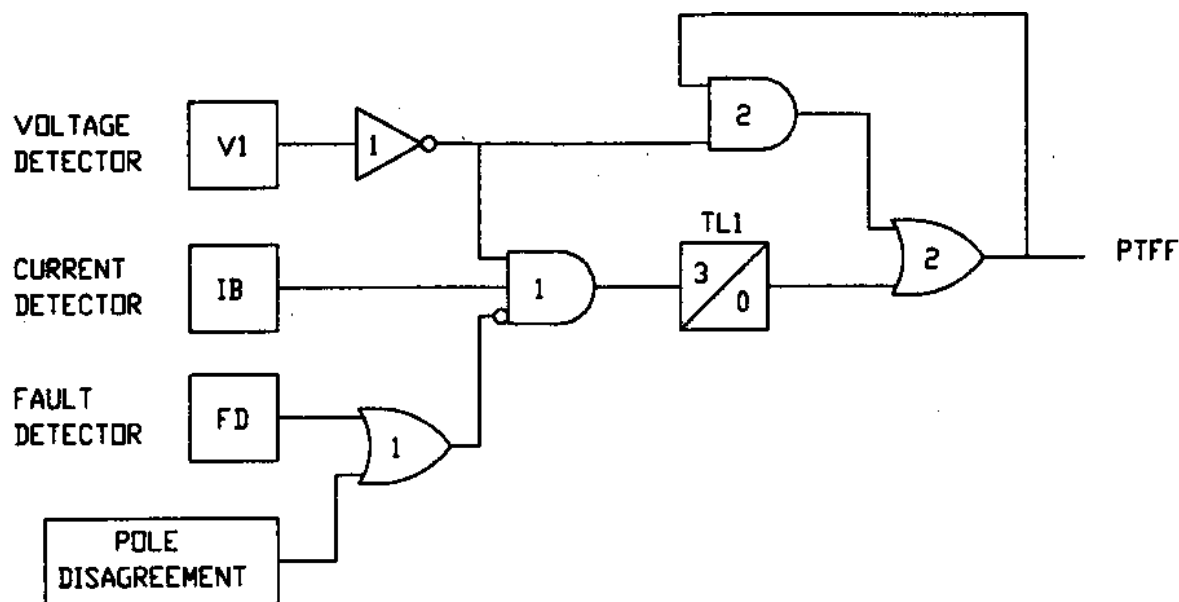 VOLTAGE
DETECTOR
V1
1
2
TL1
CURRENT
DETECTOR
IB
1
3
0
2
PTFF
FAULT
DETECTOR
FD
1
POLE
DISAGREEMENT